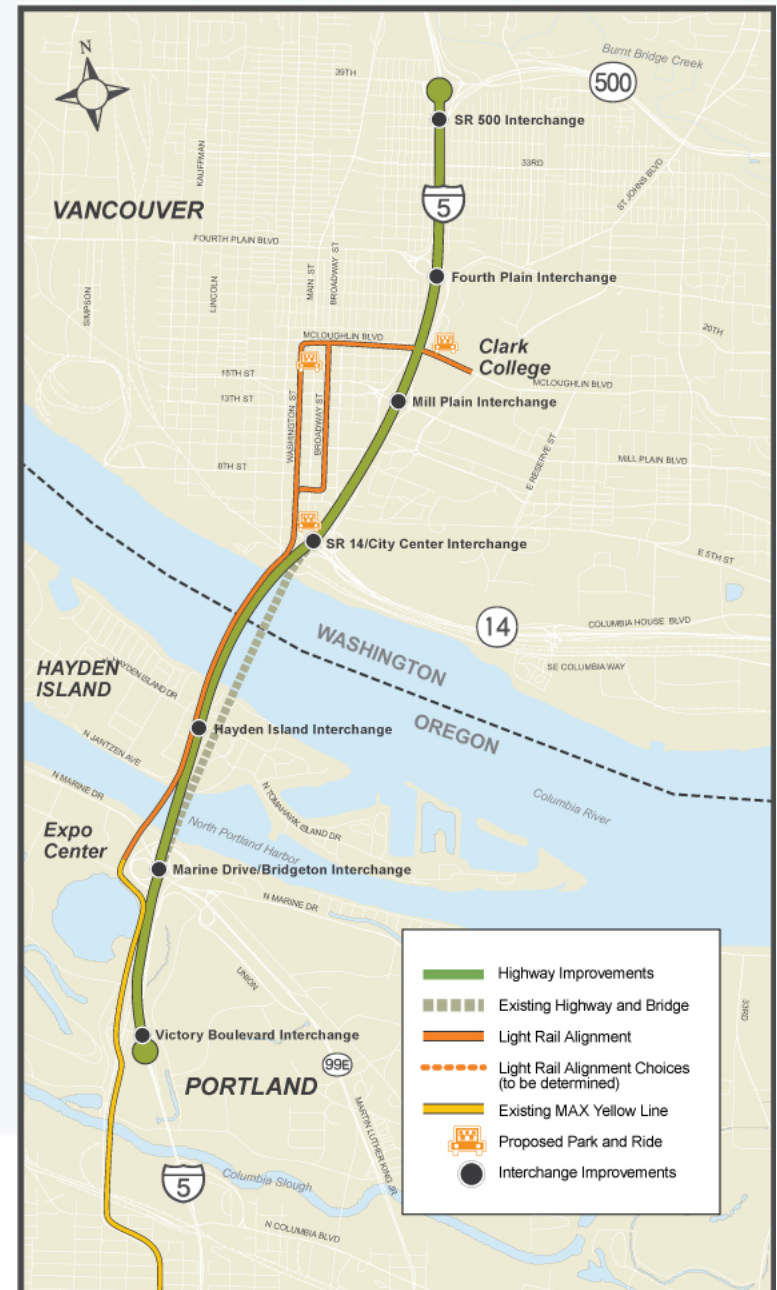 N
Burnt Bridge Creek
39TH
500
SR 500 Interchange
KAUFFMAN
33RD
ST JOHNS BLVD
5
VANCOUVER
FOURTH PLAIN BLVD
MAIN ST
BROADWAY ST
LINCOLN
SIMPSON
Fourth Plain Interchange
20TH
MCLOUGHLIN BLVD
Clark
College
15TH ST
MCLOUGHLIN BLVD
13TH ST
Mill Plain Interchange
WASHINGTON ST
BROADWAY ST
E RESERVE ST
8TH ST
MILL PLAIN BLVD
SR 14/City Center Interchange
E 5TH ST
14
COLUMBIA HOUSE BLVD
WASHINGTON
SE COLUMBIA WAY
HAYDEN
ISLAND
N HAYDEN ISLAND DR
OREGON
Hayden Island Interchange
N JANTZEN AVE
N MARINE DR
N TOMAHAWK ISLAND DR
Columbia River
Expo
Center
North Portland Harbor
Marine Drive/Bridgeton Interchange
N MARINE DR
UNION
33RD
Victory Boulevard Interchange
99E
PORTLAND
MARTIN LUTHER KING JR
5
Columbia Slough
N COLUMBIA BLVD
Highway Improvements
Existing Highway and Bridge
Light Rail Alignment
Light Rail Alignment Choices
(to be determined)
Existing MAX Yellow Line
Proposed Park and Ride
Interchange Improvements